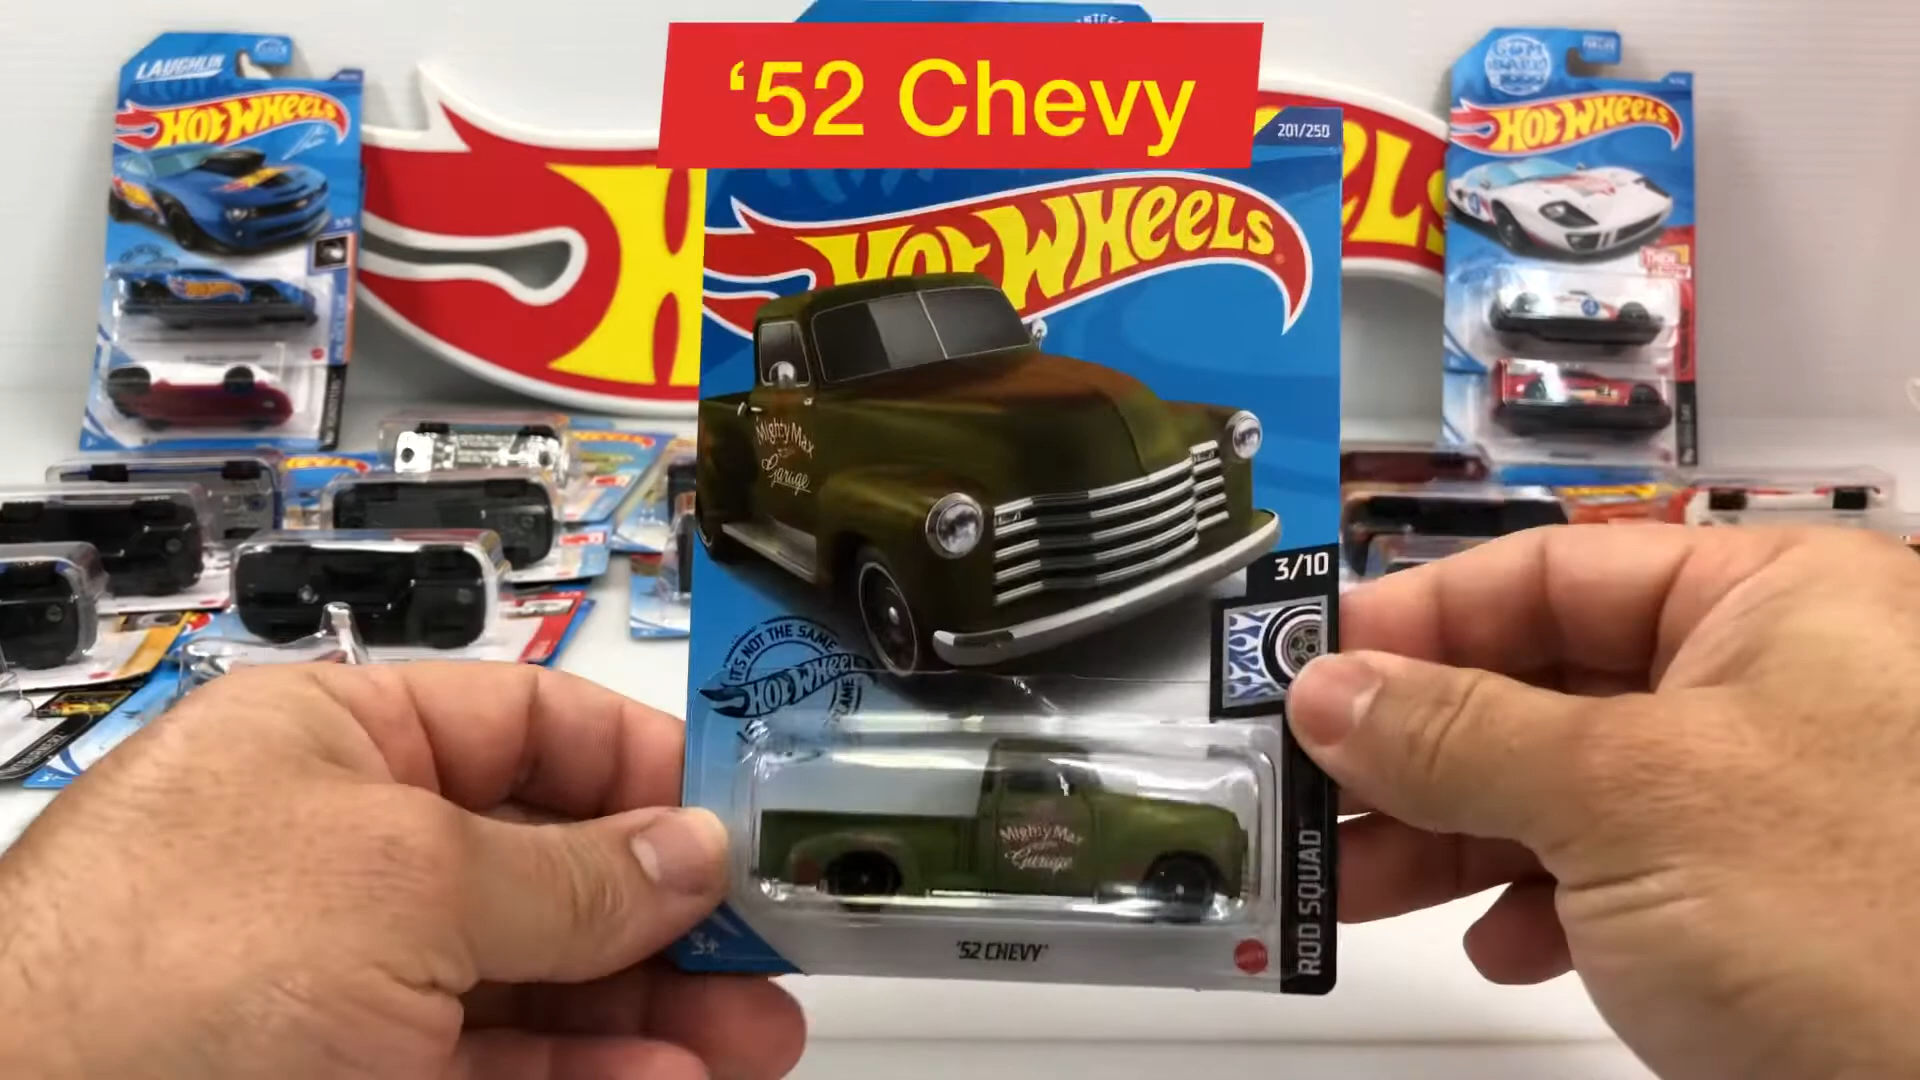 ‘52 Chevy
LAUGHLIN
HOT WHEELS
201/250
HOT WHEELS
HOT WHEELS
Mighty Max
Garage
3/10
IT'S NOT THE SAME
HOT WHEEL
Mighty Max
Garage
'52 CHEVY
ROD SQUAD